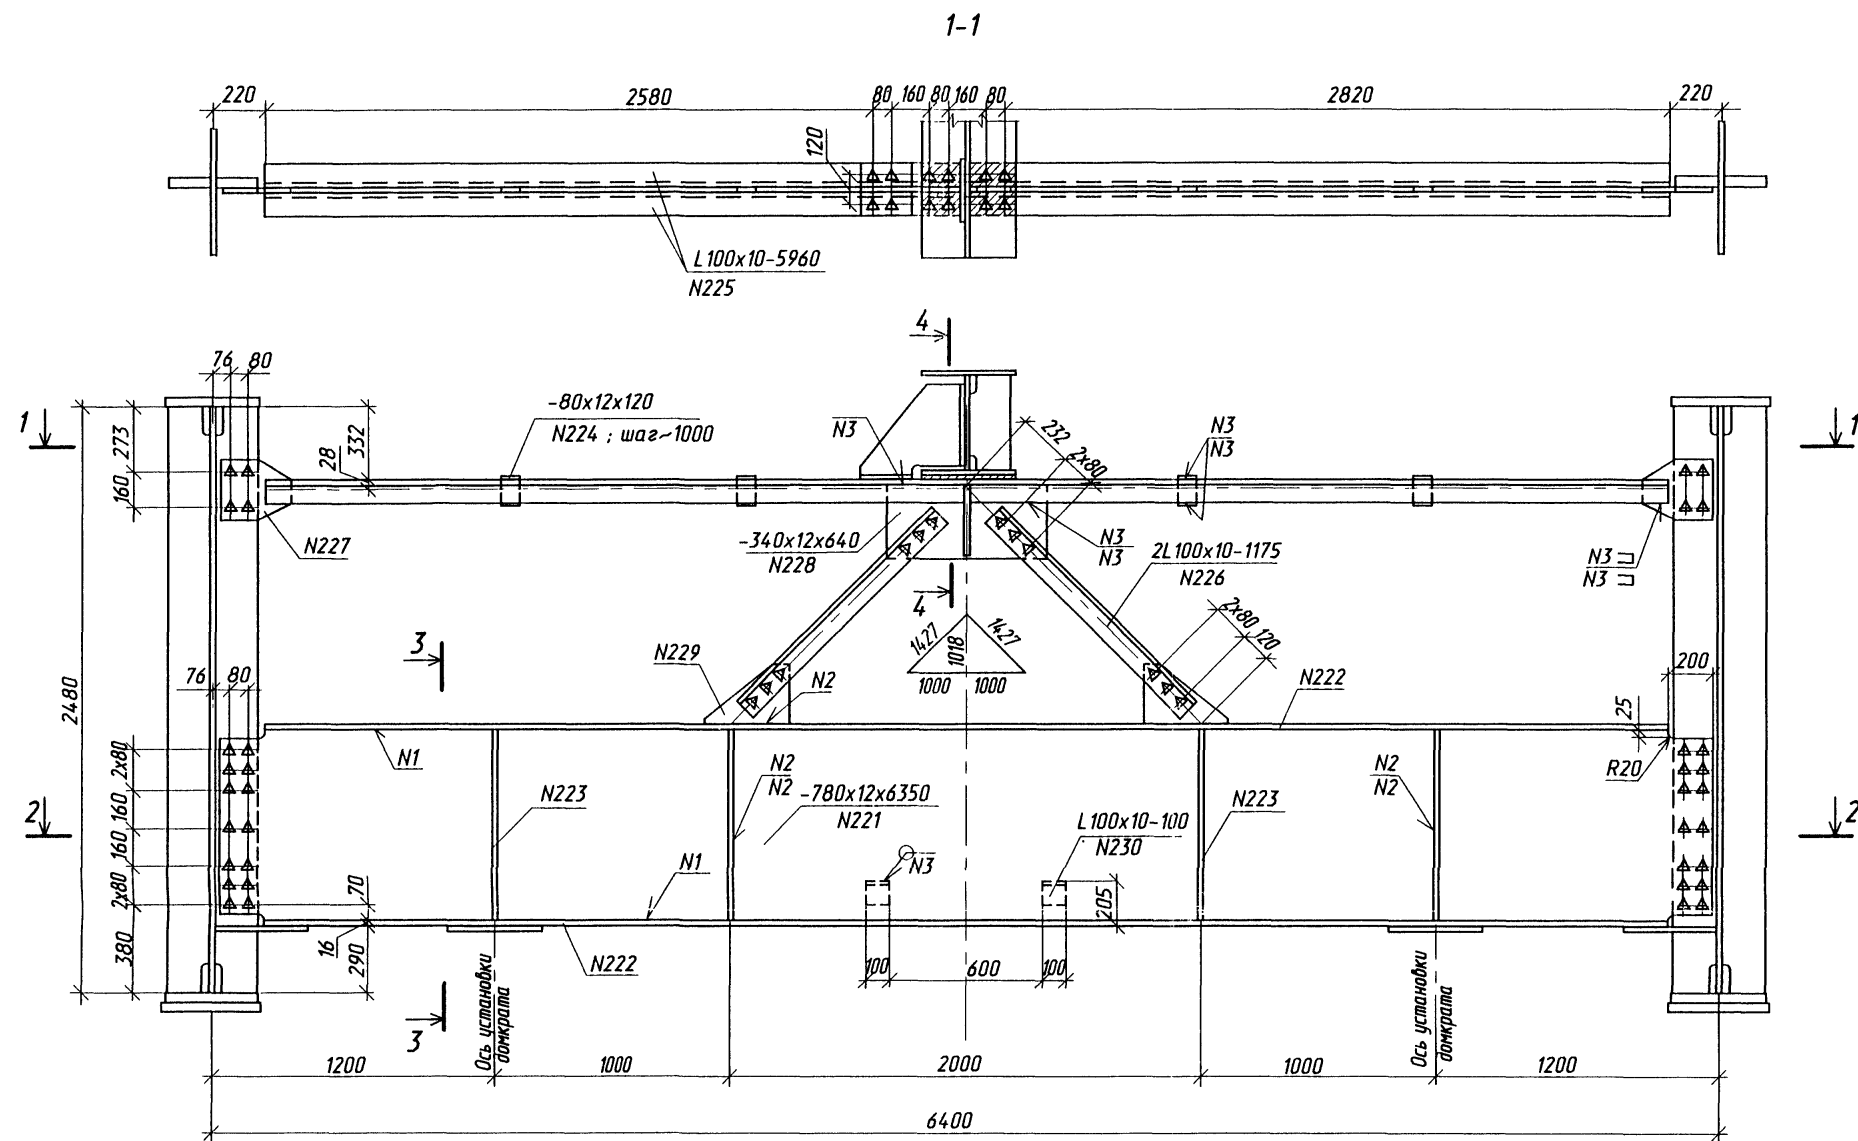 1-1
220
2580
80
160
80
160
80
2820
220
120
L100x10-5960
N225
4
76
80
-80x12x120
N224 ; шаг~1000
N3
232
2x80
N3
N3
1
1
273
28
332
160
N227
-340x12x640
N228
N3
N3
2L100x10-1175
N226
N3
N3
4
1427
1018
1427
1000
1000
2x80
120
3
N229
N2
76
80
2480
N222
200
25
N1
R20
2x80
160
160
2x80
380
N223
N2
N2
-780x12x6350
N221
N2
N2
N223
L100x10-100
N230
2
2
N1
N3
70
205
16
290
N222
100
600
100
Ось установки
домкрата
Ось установки
домкрата
3
1200
1000
2000
1000
1200
6400